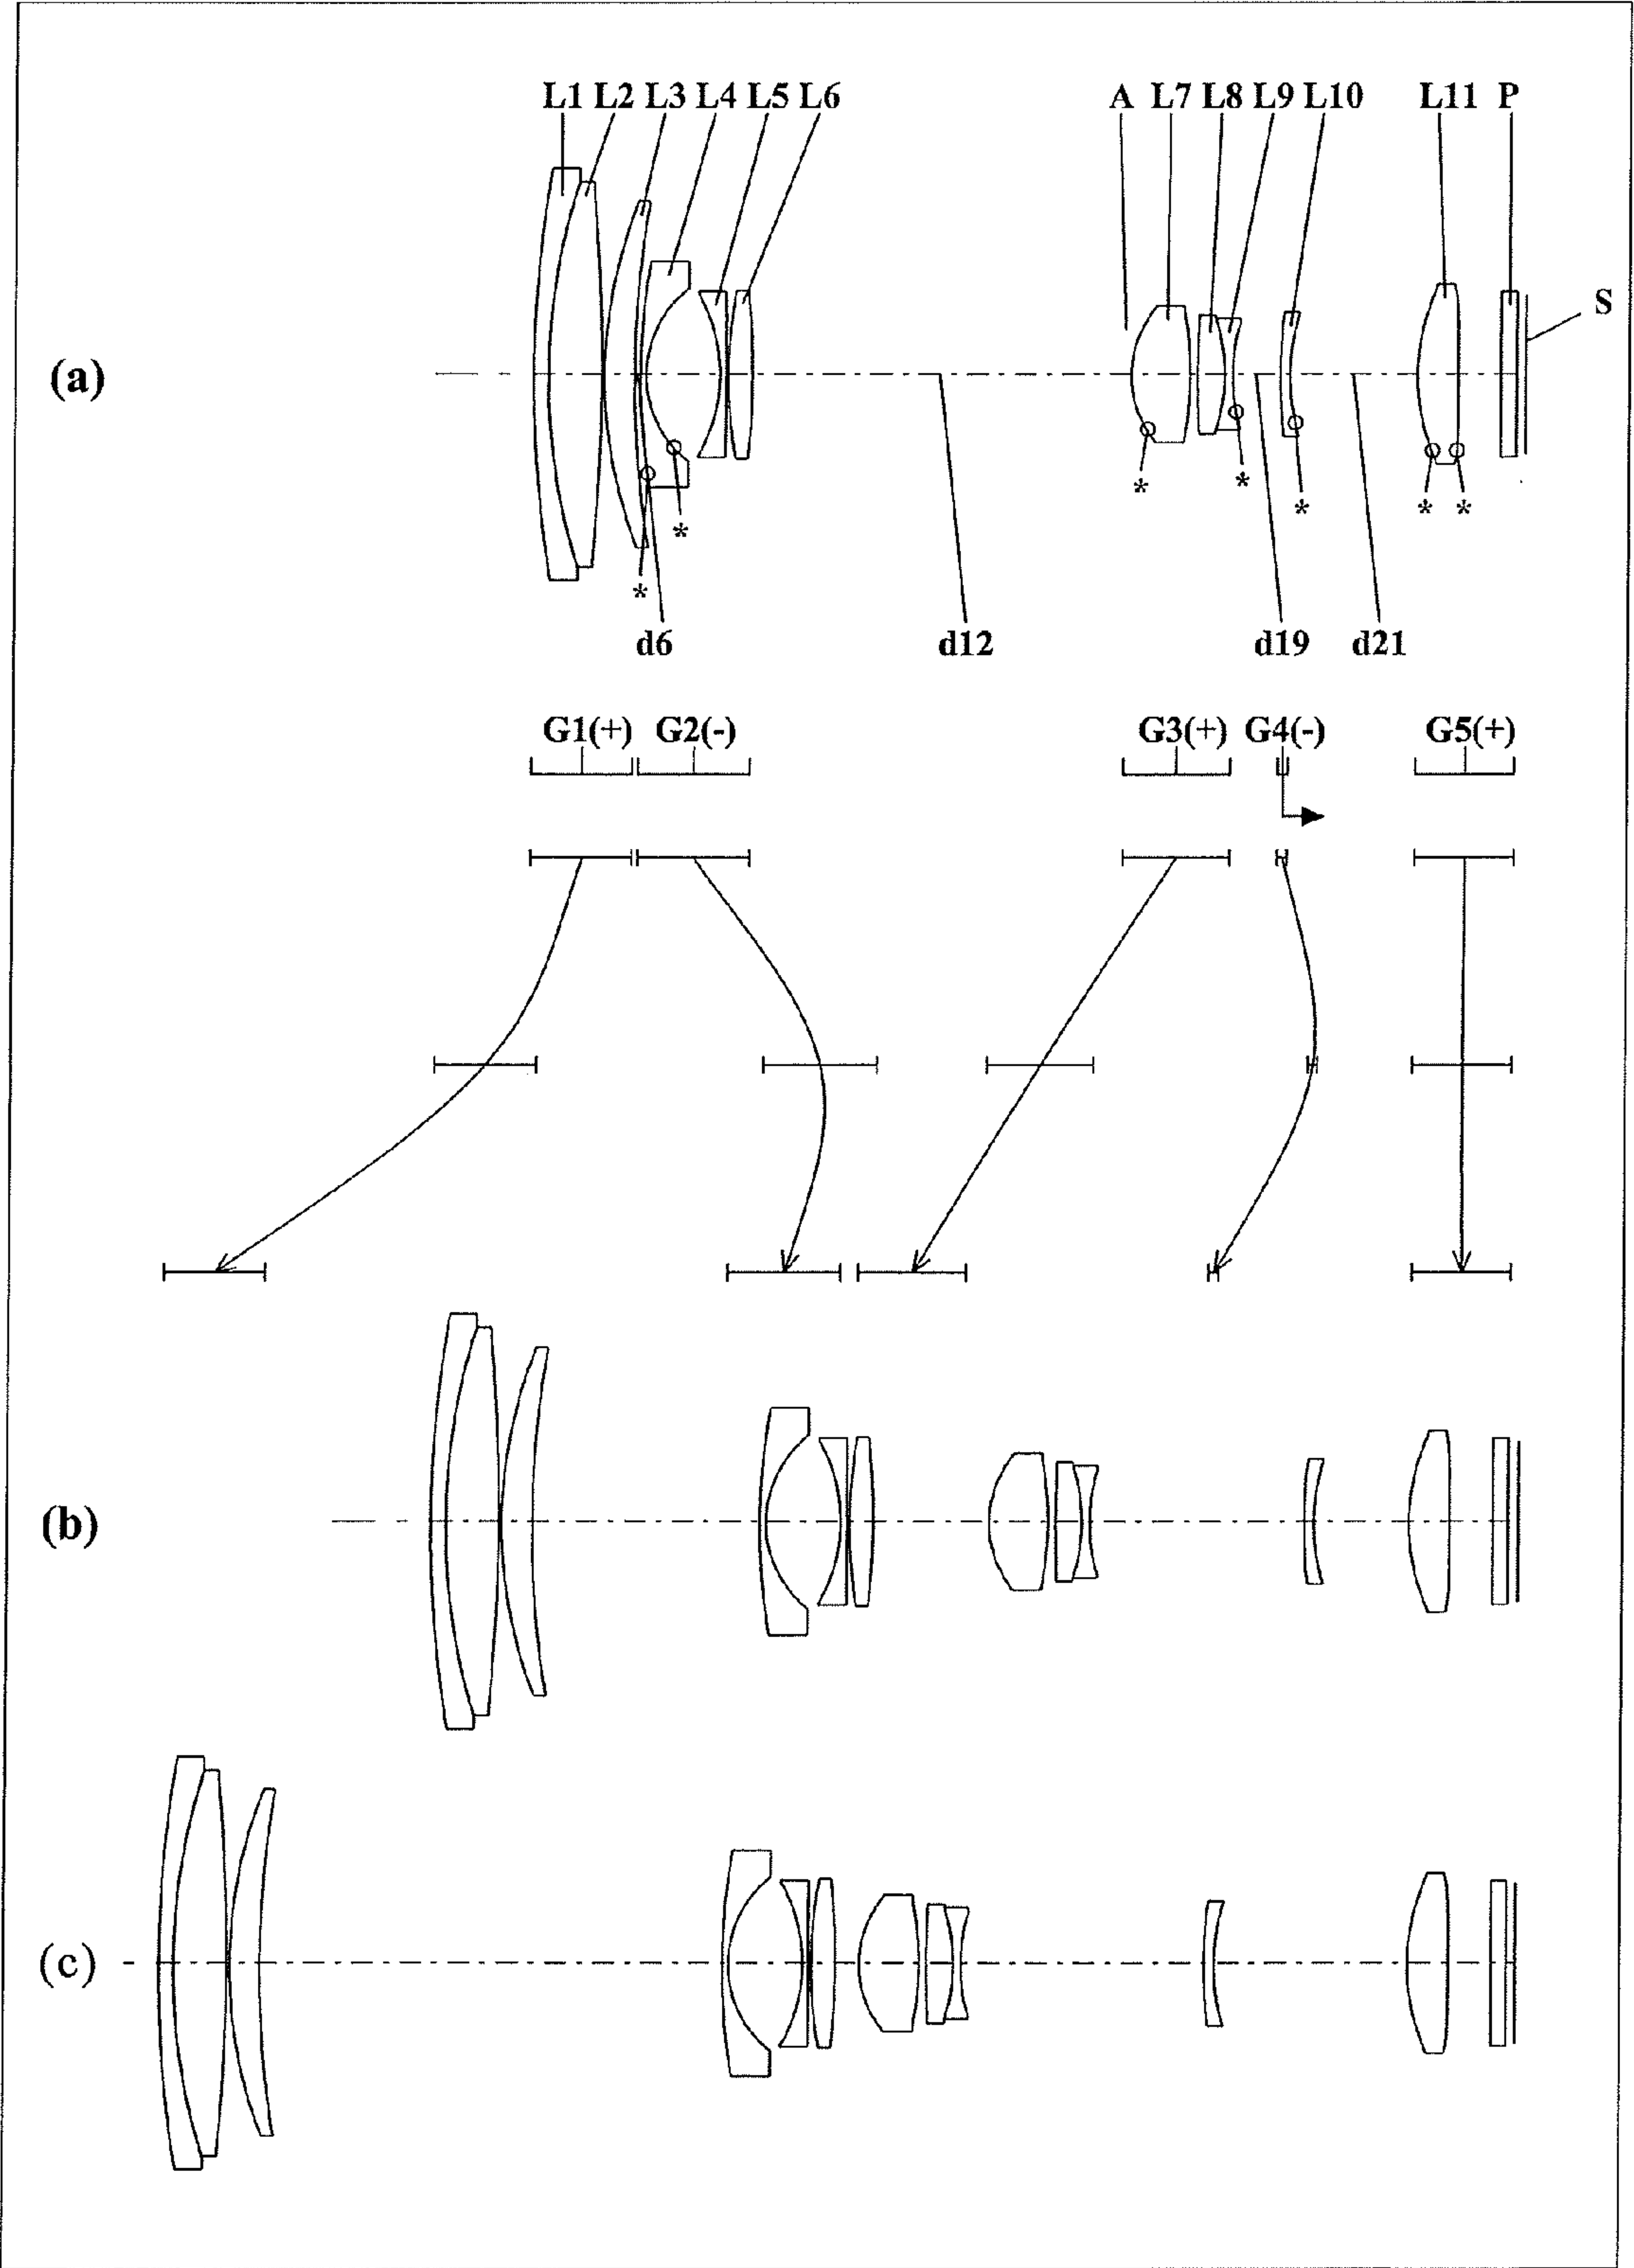 L1 L2 L3 L4 L5 L6 A L7 L8 L9 L10 L11 P
S
(a)
* * * * * *
*
d6 d12 d19 d21
G1(+) G2(-) G3(+) G4(-) G5(+)
(b)
(c)